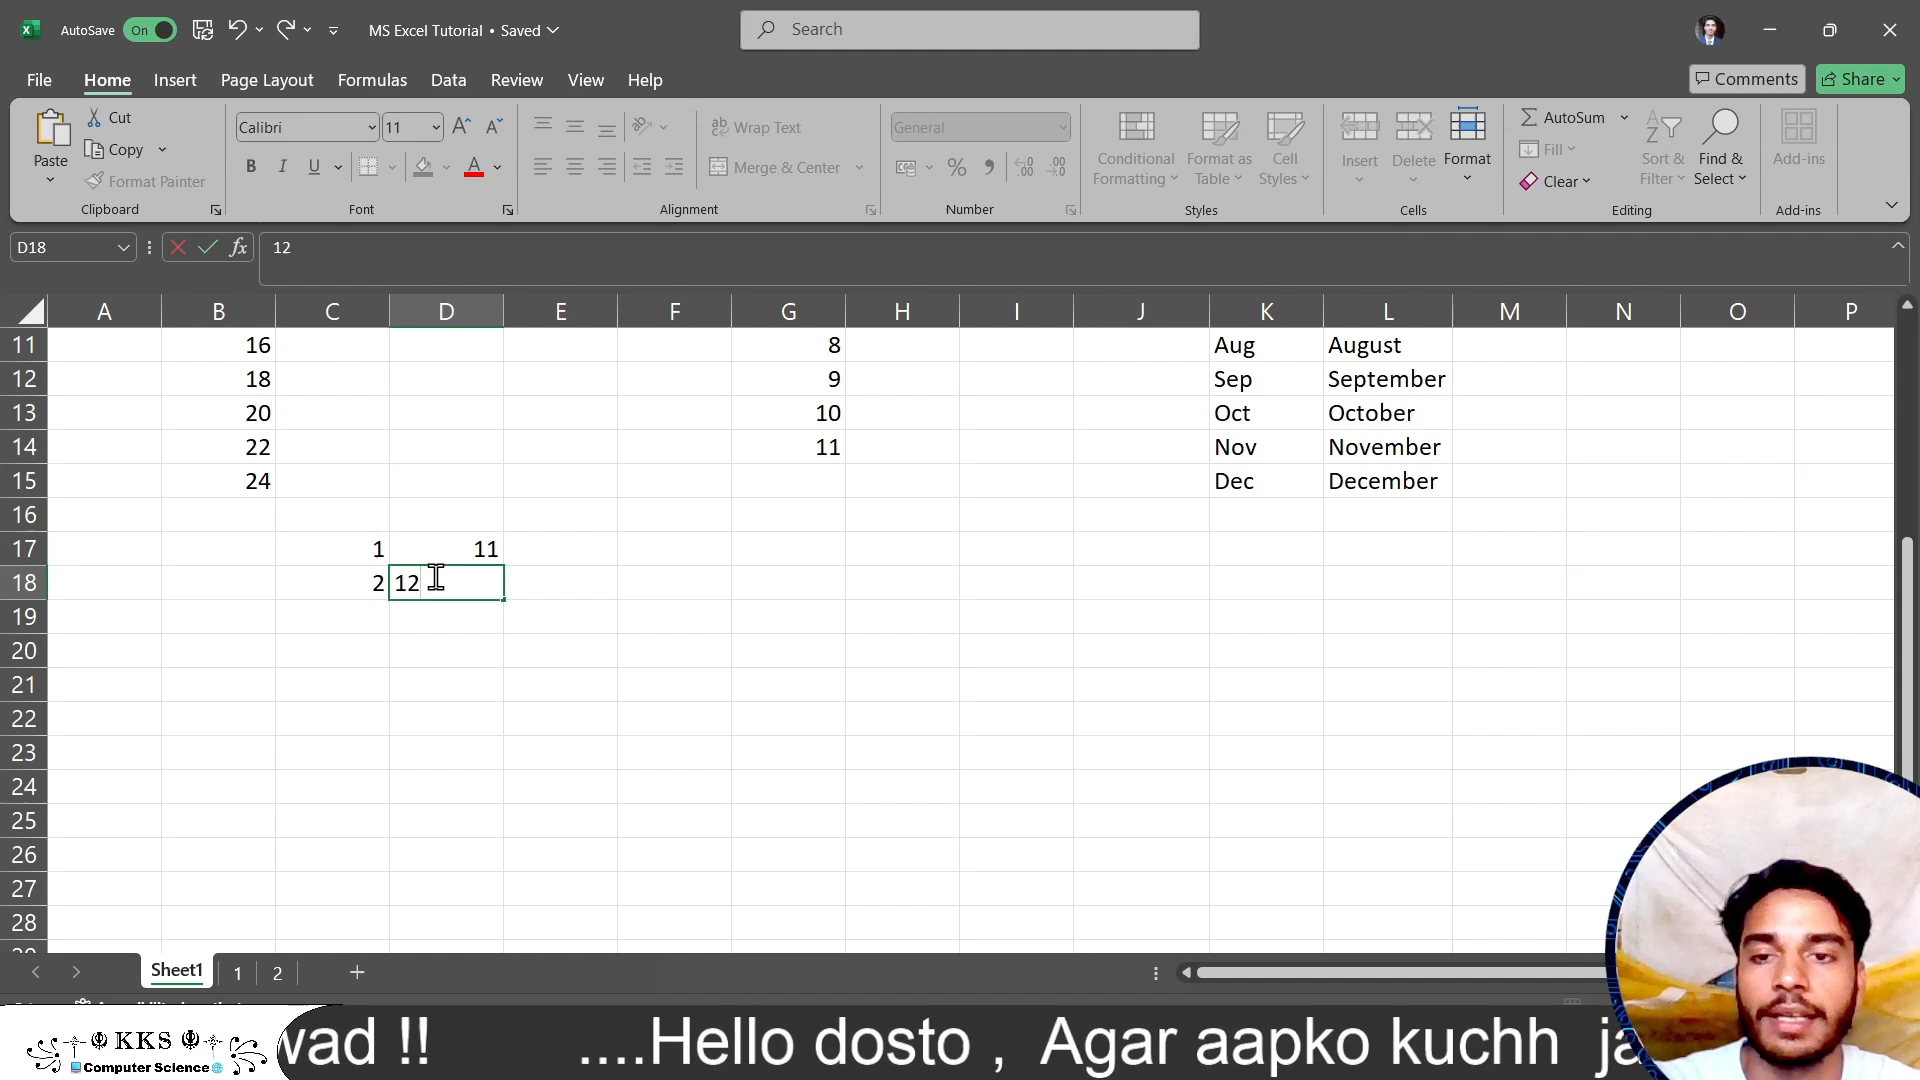 AutoSave On MS Excel Tutorial • Saved Search
File Home Insert Page Layout Formulas Data Review View Help Comments Share
Paste Cut Copy Format Painter Clipboard
Calibri 11 B I U A Font
ab Wrap Text Merge & Center Alignment
General % Number
Conditional Formatting Format as Table Cell Styles Styles
Insert Delete Format Cells
AutoSum Fill Clear Sort & Filter Find & Select Editing
Add-ins Add-ins
D18 fx 12
A B C D E F G H I J K L M N O P
11 16 8 Aug August
12 18 9 Sep September
13 20 10 Oct October
14 22 11 Nov November
15 24 Dec December
16
17 1 11
18 2 12
19
20
21
22
23
24
25
26
27
28
Sheet1 1 2
KKS
Computer Science
wad !! ....Hello dosto , Agar aapko kuchh ja